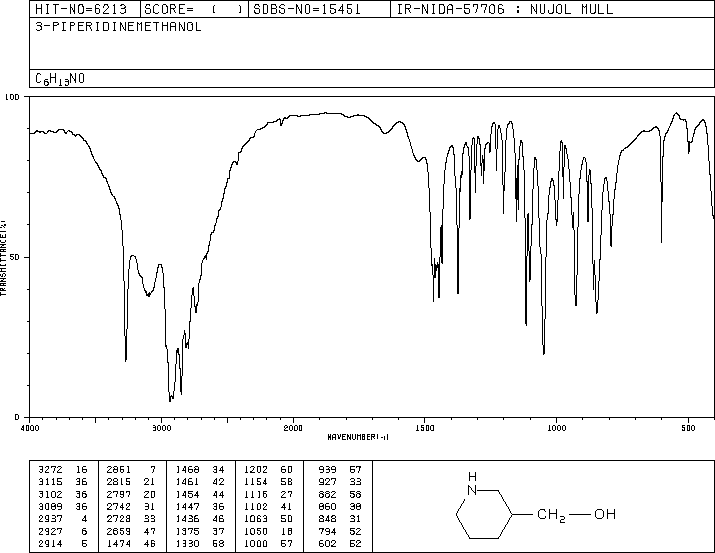 HIT-NO=6213 SCORE= ( ) SDBS-NO=15451 IR-NIDA-57706 : NUJOL MULL
3-PIPERIDINEMETHANOL
C6H13NO
100
50
0
TRANSMITTANCE(%)
4000 3000 2000 1500 1000 500
WAVENUMBER(-1)
3272 16 2851 7 1468 34 1202 60 939 57
3115 36 2815 21 1461 42 1154 58 927 33
3102 36 2797 20 1454 44 1116 27 882 58
3089 36 2742 31 1447 36 1102 41 860 38
2937 4 2728 33 1436 46 1063 50 848 31
2927 6 2659 47 1375 37 1050 18 794 52
2914 5 1474 46 1330 58 1000 57 602 52
H
N
CH2 OH